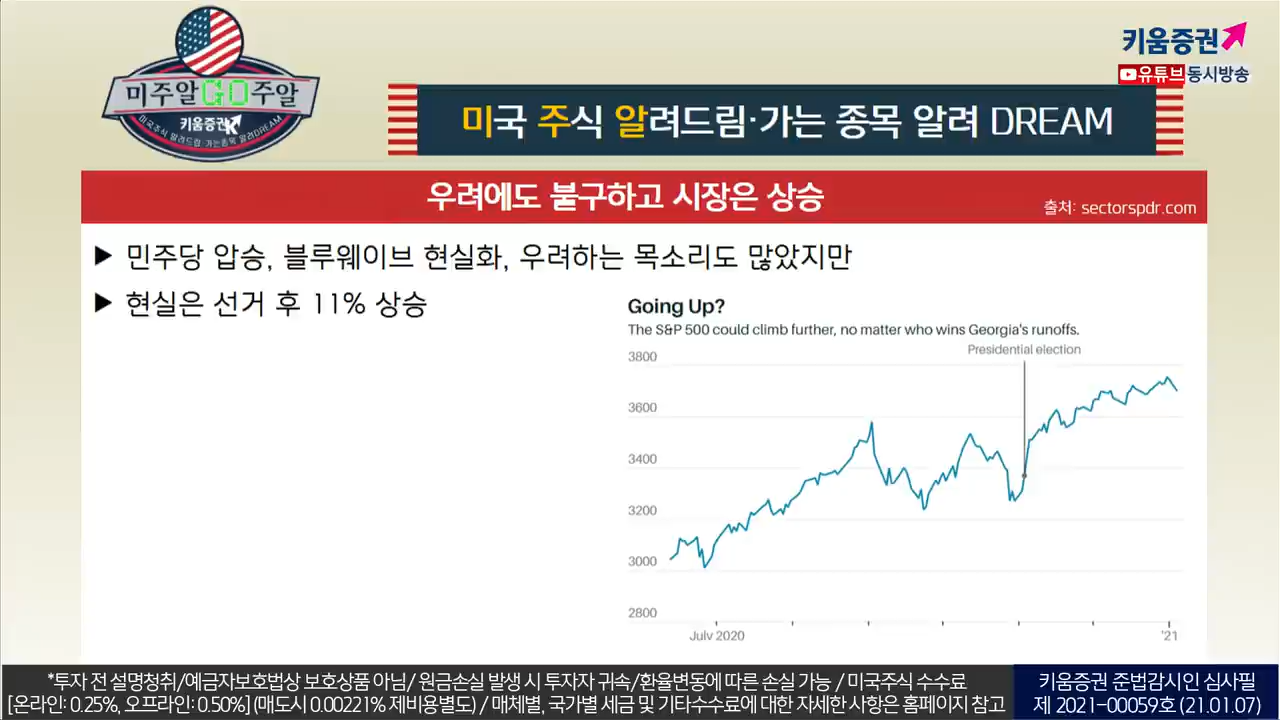 미주알GO주알
키움증권K
미국주식 알려드림·가는종목 알려DREAM
키움증권
유튜브 동시방송
미국 주식 알려드림·가는 종목 알려 DREAM
우려에도 불구하고 시장은 상승
출처: sectorspdr.com
▶ 민주당 압승, 블루웨이브 현실화, 우려하는 목소리도 많았지만
▶ 현실은 선거 후 11% 상승
Going Up?
The S&P 500 could climb further, no matter who wins Georgia's runoffs.
Presidential election
3800
3600
3400
3200
3000
2800
July 2020
'21
*투자 전 설명청취/예금자보호법상 보호상품 아님/ 원금손실 발생 시 투자자 귀속/환율변동에 따른 손실 가능 / 미국주식 수수료
[온라인: 0.25%, 오프라인: 0.50%] (매도시 0.00221% 제비용별도) / 매체별, 국가별 세금 및 기타수수료에 대한 자세한 사항은 홈페이지 참고
키움증권 준법감시인 심사필
제 2021-00059호 (21.01.07)